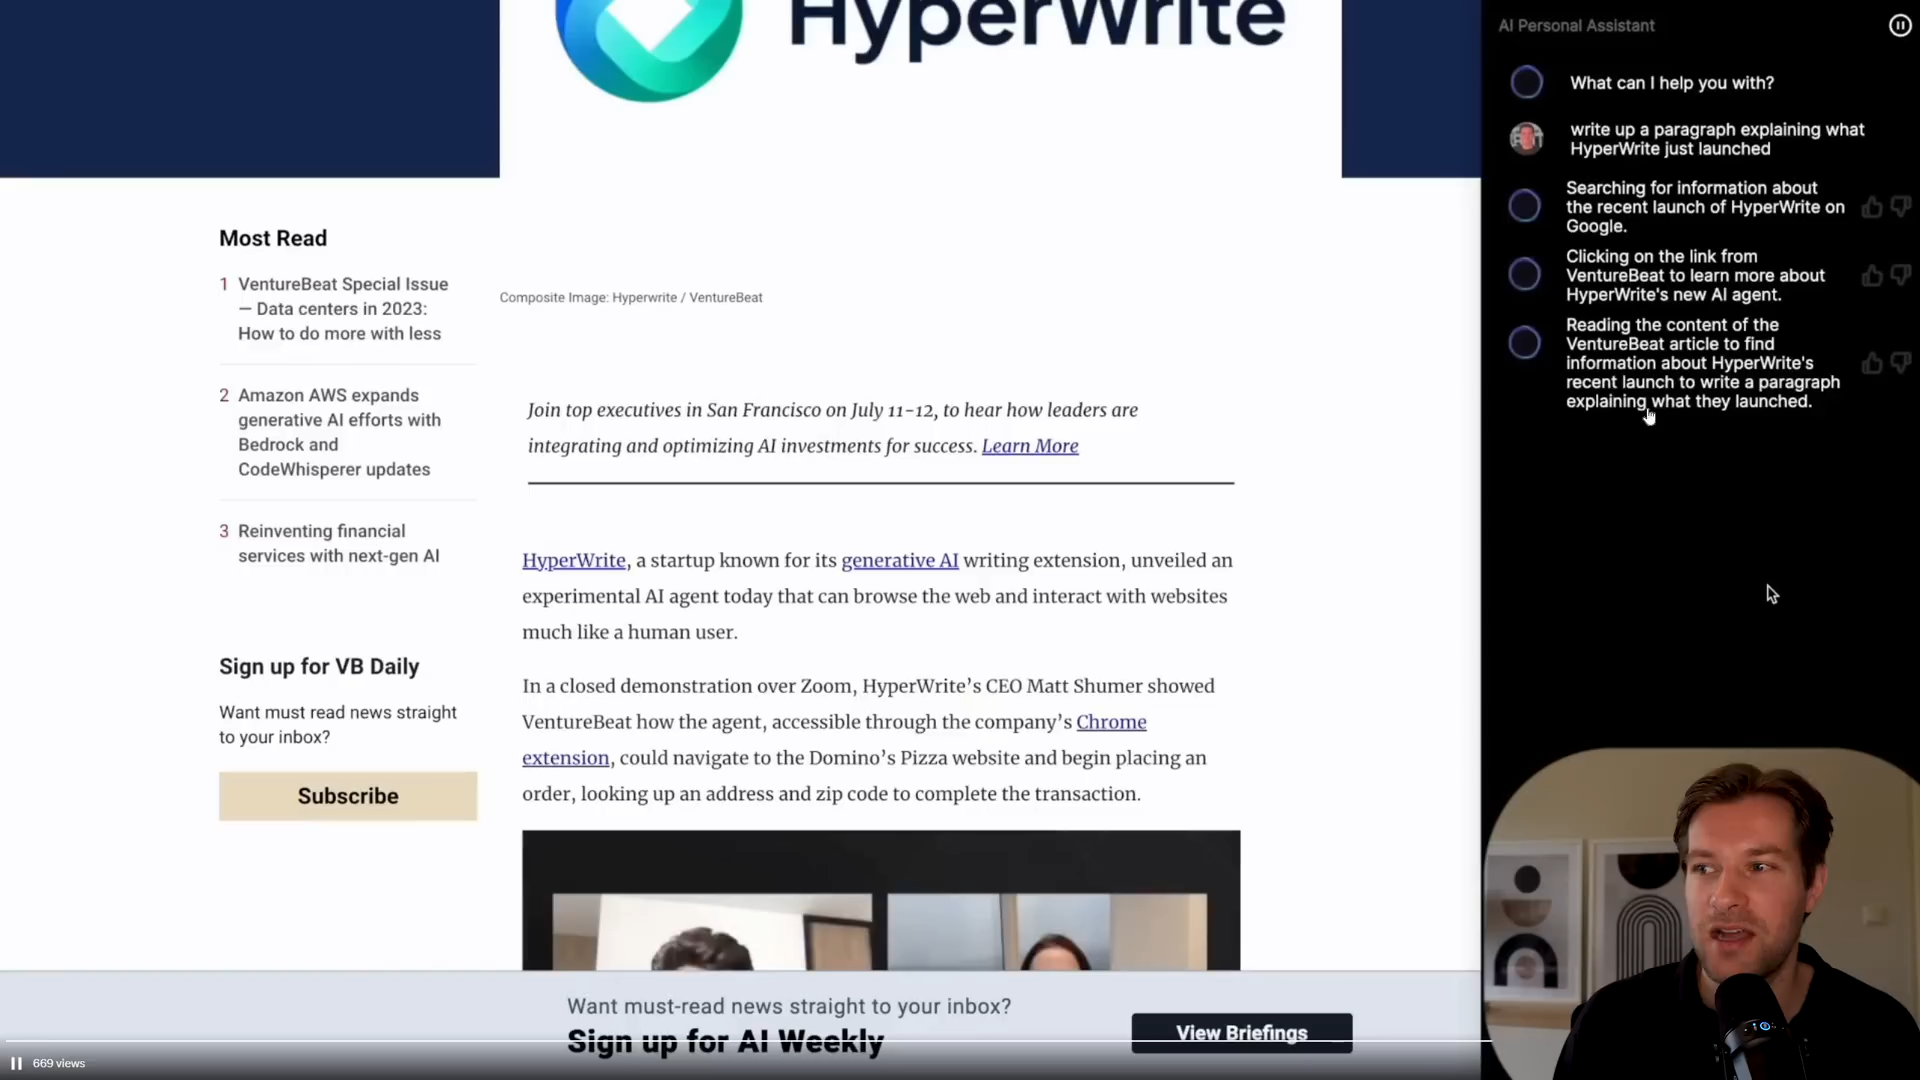 HyperWrite
Most Read
1 VentureBeat Special Issue
– Data centers in 2023:
How to do more with less
2 Amazon AWS expands
generative AI efforts with
Bedrock and
CodeWhisperer updates
3 Reinventing financial
services with next-gen AI
Sign up for VB Daily
Want must read news straight
to your inbox?
Subscribe
Composite Image: Hyperwrite / VentureBeat
Join top executives in San Francisco on July 11-12, to hear how leaders are
integrating and optimizing AI investments for success. Learn More
HyperWrite, a startup known for its generative AI writing extension, unveiled an
experimental AI agent today that can browse the web and interact with websites
much like a human user.
In a closed demonstration over Zoom, HyperWrite’s CEO Matt Shumer showed
VentureBeat how the agent, accessible through the company’s Chrome
extension, could navigate to the Domino’s Pizza website and begin placing an
order, looking up an address and zip code to complete the transaction.
Want must-read news straight to your inbox?
Sign up for AI Weekly
View Briefings
669 views
AI Personal Assistant
What can I help you with?
write up a paragraph explaining what
HyperWrite just launched
Searching for information about
the recent launch of HyperWrite on
Google.
Clicking on the link from
VentureBeat to learn more about
HyperWrite's new AI agent.
Reading the content of the
VentureBeat article to find
information about HyperWrite's
recent launch to write a paragraph
explaining what they launched.